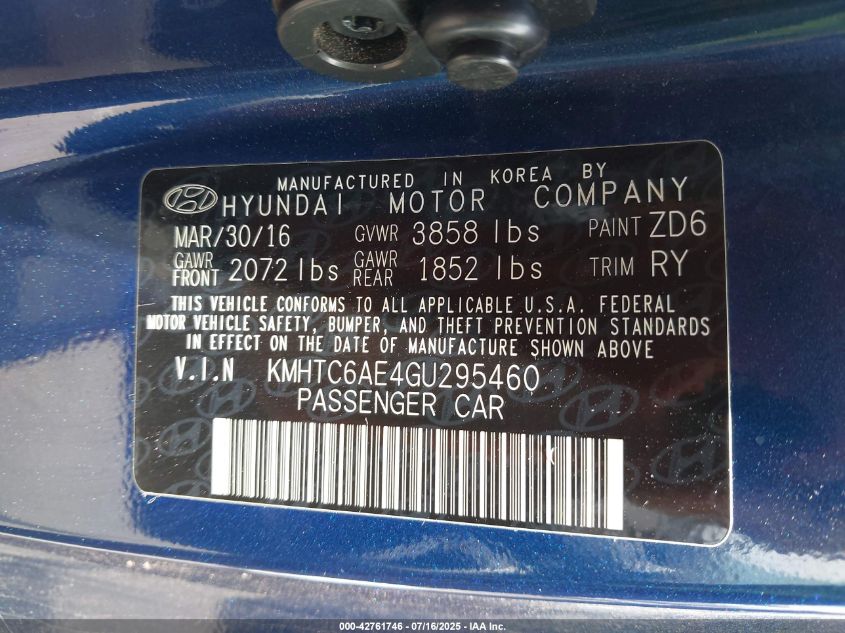 MANUFACTURED IN KOREA BY
HYUNDAI MOTOR COMPANY
MAR/30/16 GVWR 3858 lbs PAINT ZD6
GAWR FRONT 2072 lbs GAWR REAR 1852 lbs TRIM RY
THIS VEHICLE CONFORMS TO ALL APPLICABLE U.S.A. FEDERAL
MOTOR VEHICLE SAFETY, BUMPER, AND THEFT PREVENTION STANDARDS
IN EFFECT ON THE DATE OF MANUFACTURE SHOWN ABOVE
V.I.N KMHTC6AE4GU295460
PASSENGER CAR
000-42761746 - 07/16/2025 - IAA Inc.